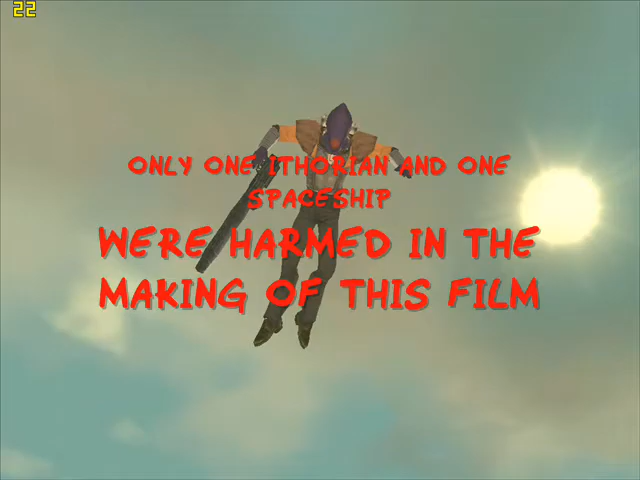 22
ONLY ONE ITHORIAN AND ONE
SPACESHIP
WERE HARMED IN THE
MAKING OF THIS FILM